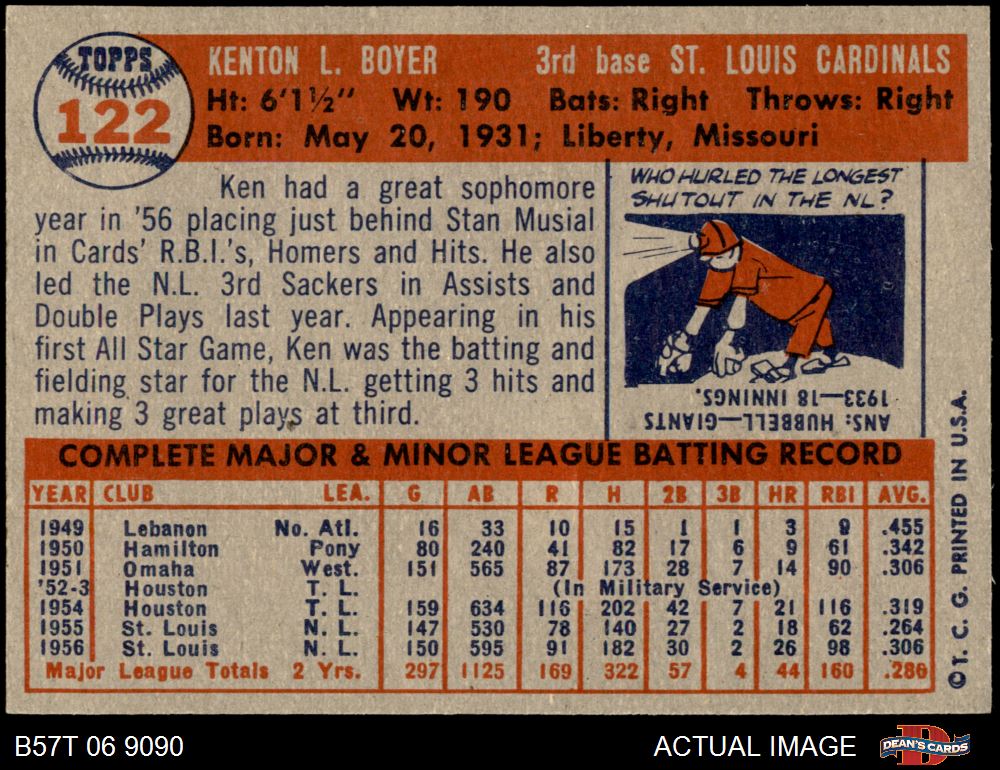 TOPPS
122
KENTON L. BOYER 3rd base ST. LOUIS CARDINALS
Ht: 6'1½" Wt: 190 Bats: Right Throws: Right
Born: May 20, 1931; Liberty, Missouri
Ken had a great sophomore
year in '56 placing just behind Stan Musial
in Cards' R.B.I.'s, Homers and Hits. He also
led the N.L. 3rd Sackers in Assists and
Double Plays last year. Appearing in his
first All Star Game, Ken was the batting and
fielding star for the N.L. getting 3 hits and
making 3 great plays at third.
WHO HURLED THE LONGEST
SHUTOUT IN THE NL?
ANS: HUBBELL—GIANTS
1933—18 INNINGS.
COMPLETE MAJOR & MINOR LEAGUE BATTING RECORD
YEAR CLUB LEA. G AB R H 2B 3B HR RBI AVG.
1949 Lebanon No. Atl. 16 33 10 15 1 1 3 9 .455
1950 Hamilton Pony 80 240 41 82 17 6 9 61 .342
1951 Omaha West. 151 565 87 173 28 7 14 90 .306
'52-3 Houston T. L. (In Military Service)
1954 Houston T. L. 159 634 116 202 42 7 21 116 .319
1955 St. Louis N. L. 147 530 78 140 27 2 18 62 .264
1956 St. Louis N. L. 150 595 91 182 30 2 26 98 .306
Major League Totals 2 Yrs. 297 1125 169 322 57 4 44 160 .286
© T. C. G. PRINTED IN U.S.A.
B57T 06 9090 ACTUAL IMAGE
DEAN'S CARDS